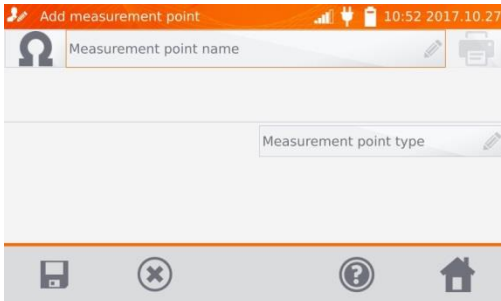 Add measurement point 10:52 2017.10.27
Measurement point name
Measurement point type